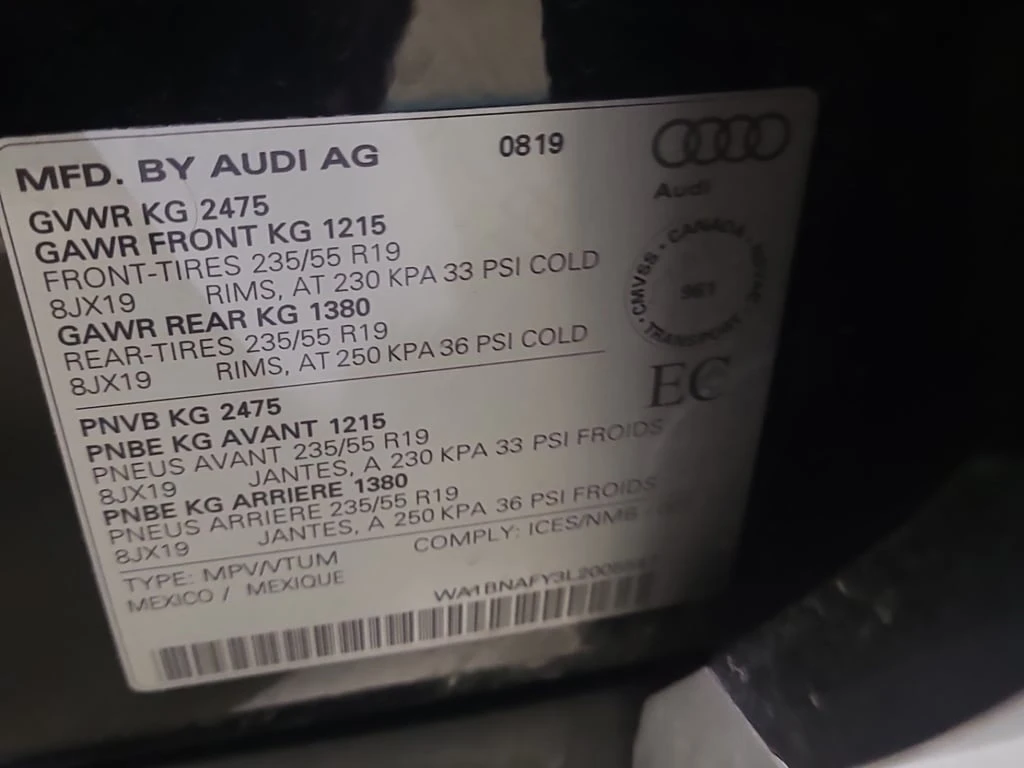 MFD. BY AUDI AG 0819
Audi
GVWR KG 2475
GAWR FRONT KG 1215
FRONT-TIRES 235/55 R19
8JX19 RIMS, AT 230 KPA 33 PSI COLD
GAWR REAR KG 1380
REAR-TIRES 235/55 R19
8JX19 RIMS, AT 250 KPA 36 PSI COLD
CMVSS • CANADA •
TRANSPORT
EC
PNVB KG 2475
PNBE KG AVANT 1215
PNEUS AVANT 235/55 R19
8JX19 JANTES, A 230 KPA 33 PSI FROIDS
PNBE KG ARRIERE 1380
PNEUS ARRIERE 235/55 R19
8JX19 JANTES, A 250 KPA 36 PSI FROIDS
TYPE: MPV/VTUM COMPLY: ICES/NMB
MEXICO / MEXIQUE